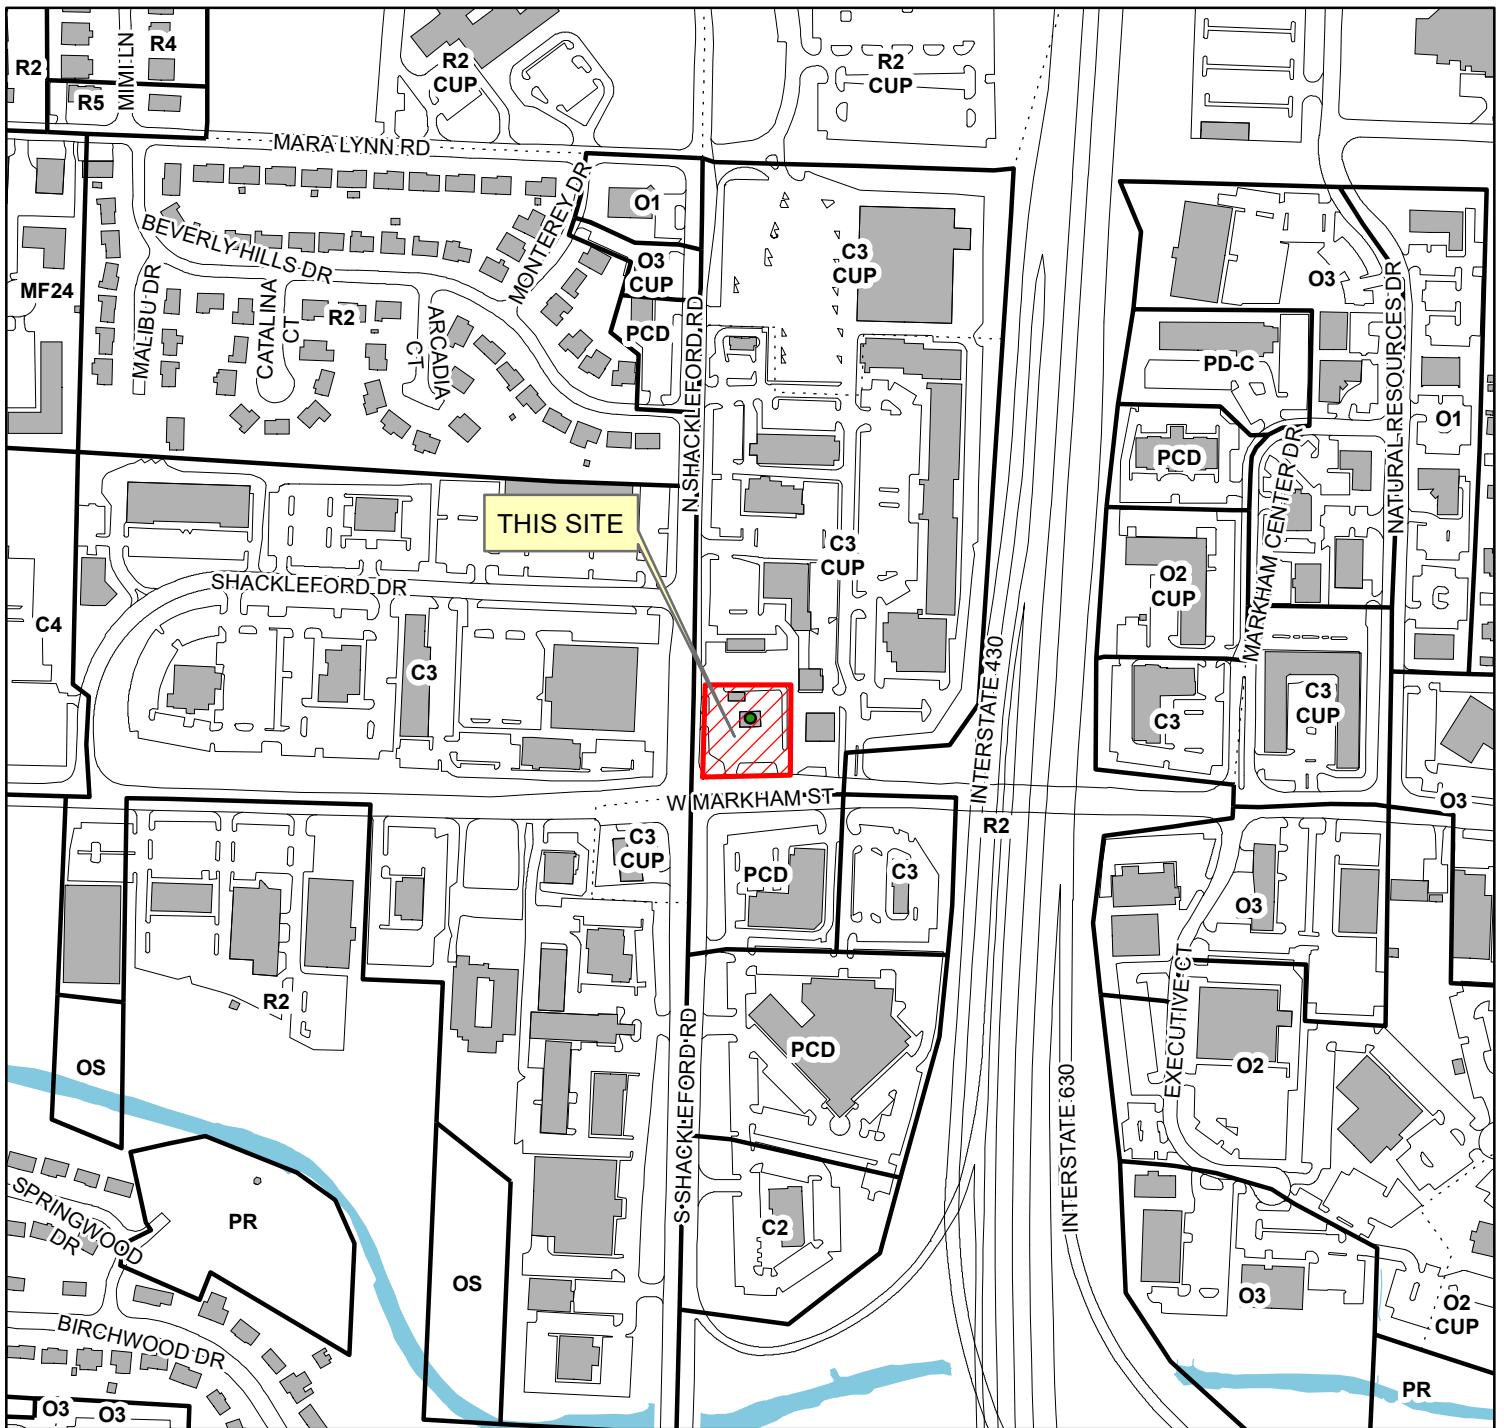 R4
R2
R5
MIMI LN
R2
CUP
R2
CUP
MARA LYNN RD
O1
O3
CUP
C3
CUP
MONTEREY DR
BEVERLY HILLS DR
MF24
MALIBU DR
CATALINA
CT
R2
ARCADIA
CT
PCD
N SHACKLEFORD RD
O3
PD-C
NATURAL RESOURCES DR
O1
PCD
MARKHAM CENTER DR
THIS SITE
C3
CUP
O2
CUP
SHACKLEFORD DR
C4
C3
INTERSTATE 430
C3
C3
CUP
W MARKHAM ST
R2
O3
C3
CUP
PCD
C3
O3
R2
EXECUTIVE CT
PCD
O2
OS
S SHACKLEFORD RD
INTERSTATE 630
SPRINGWOOD
DR
PR
C2
OS
O3
O2
CUP
BIRCHWOOD DR
PR
O3
O3